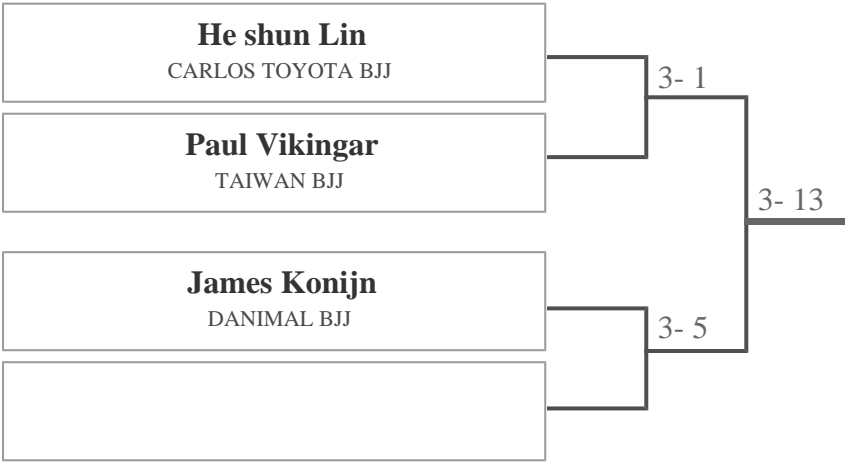 He shun Lin
CARLOS TOYOTA BJJ
3- 1
Paul Vikingar
TAIWAN BJJ
3- 13
James Konijn
DANIMAL BJJ
3- 5